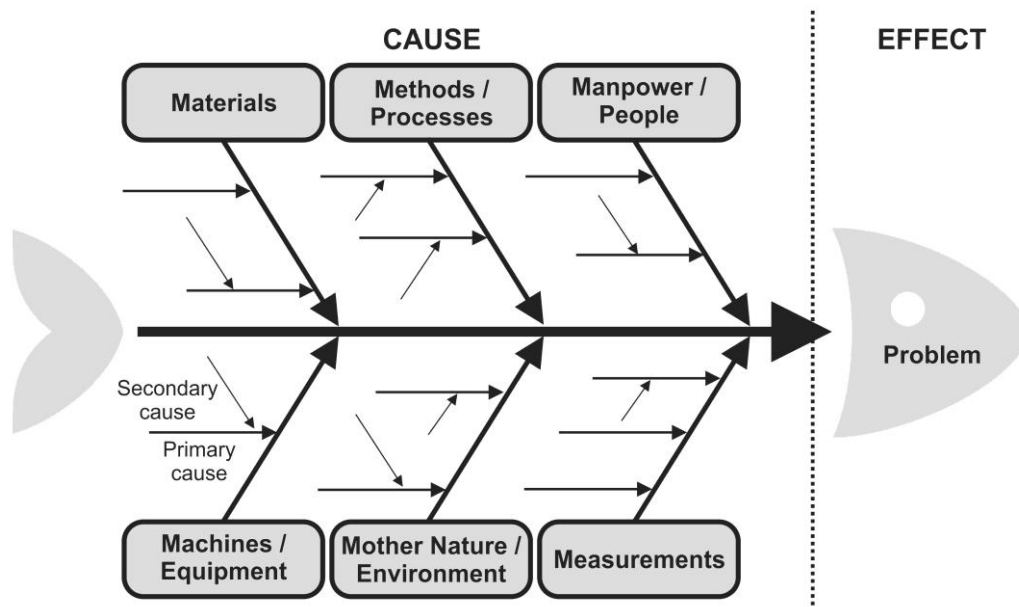 CAUSE
EFFECT
Materials
Methods /
Processes
Manpower /
People
Problem
Secondary
cause
Primary
cause
Machines /
Equipment
Mother Nature /
Environment
Measurements